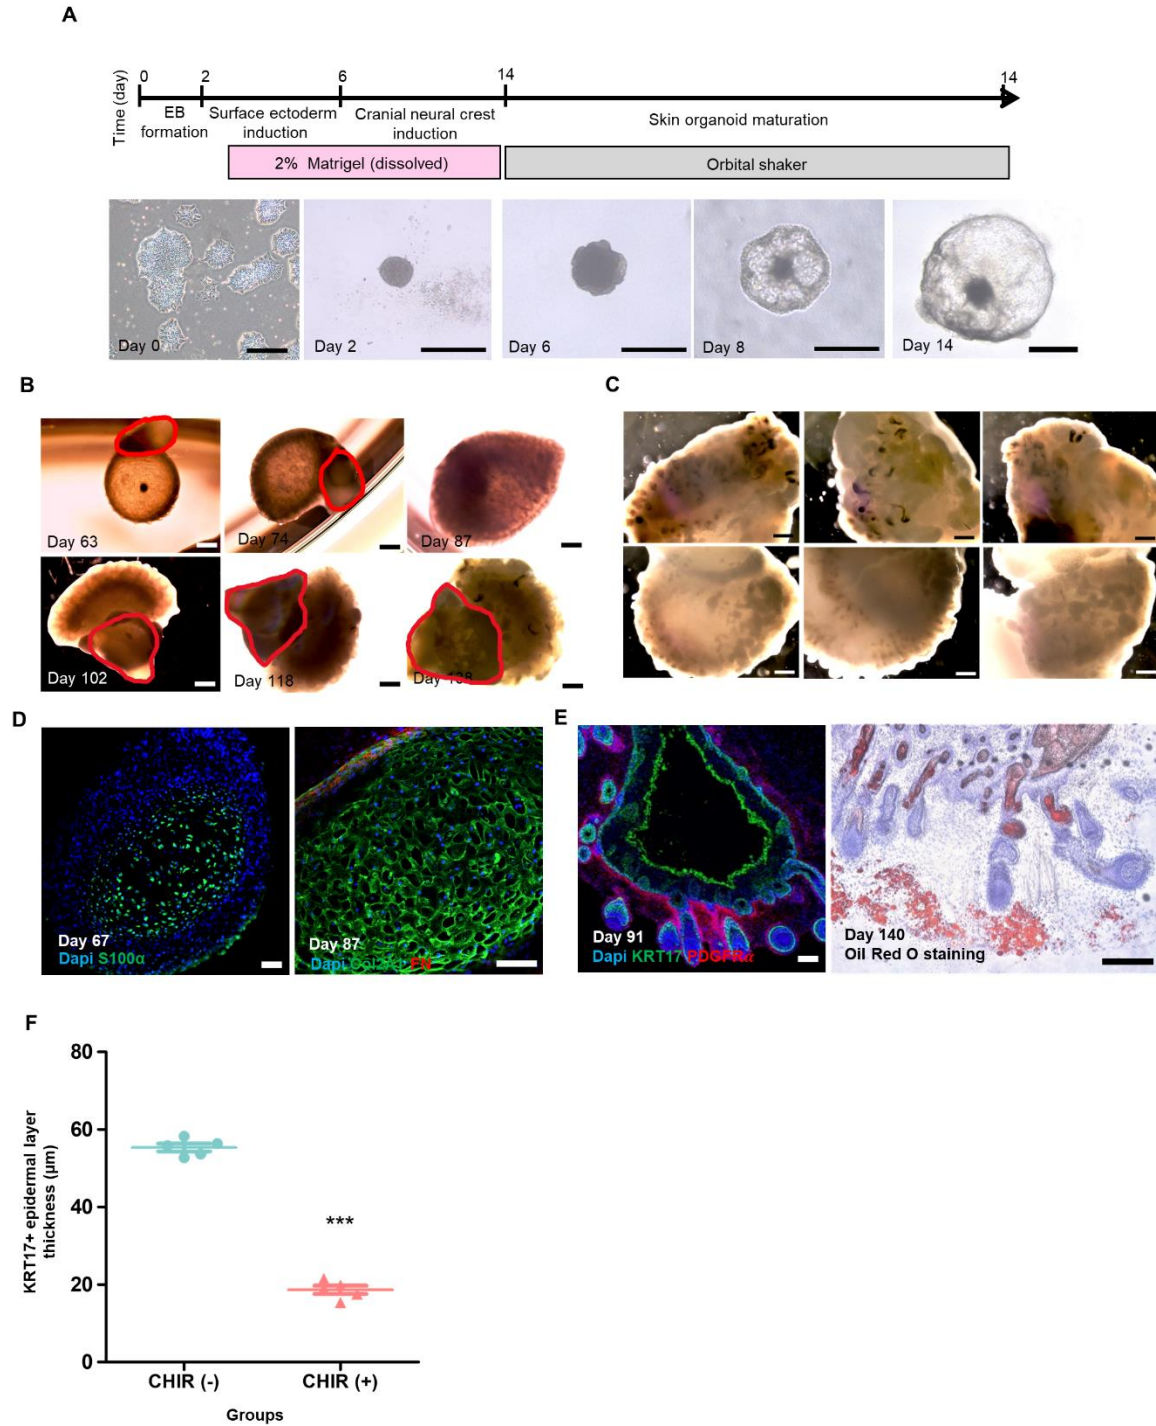 A
Time (day)
0
2
6
14
14
EB
formation
Surface ectoderm
induction
Cranial neural crest
induction
Skin organoid maturation
2% Matrigel (dissolved)
Orbital shaker
Day 0
Day 2
Day 6
Day 8
Day 14
B
C
Day 63
Day 74
Day 87
Day 102
Day 118
D
E
Day 67
Dapi S100α
Day 87
Dapi FN
Day 91
Dapi KRT17 PDGFRα
Day 140
Oil Red O staining
F
KRT17+ epidermal layer
thickness (µm)
80
60
40
20
0
***
CHIR (-)
CHIR (+)
Groups